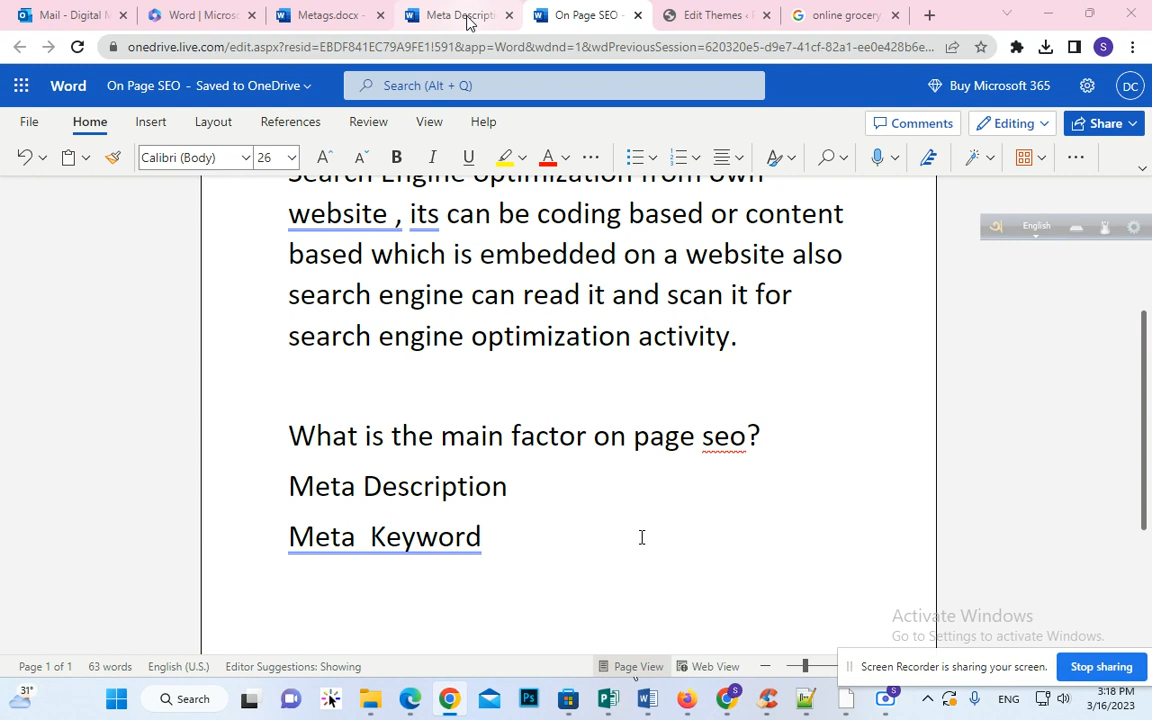 Mail - Digital M
Word | Microso
Metags.docx -
Meta Descripti
On Page SEO -
Edit Themes ‹
online grocery
onedrive.live.com/edit.aspx?resid=EBDF841EC79A9FE1!591&app=Word&wdnd=1&wdPreviousSession=620320e5-d9e7-41cf-82a1-ee0e428b6e...
S
Word On Page SEO - Saved to OneDrive
Search (Alt + Q)
Buy Microsoft 365
DC
File Home Insert Layout References Review View Help
Comments Editing Share
Calibri (Body) 26 A A B I U A
English
Search Engine optimization from own
website , its can be coding based or content
based which is embedded on a website also
search engine can read it and scan it for
search engine optimization activity.
What is the main factor on page seo?
Meta Description
Meta  Keyword
Activate Windows
Go to Settings to activate Windows.
Page 1 of 1 63 words English (U.S.) Editor Suggestions: Showing
Page View Web View
Screen Recorder is sharing your screen.
Stop sharing
31°
Search
Ps
S
S
ENG
3:18 PM
3/16/2023